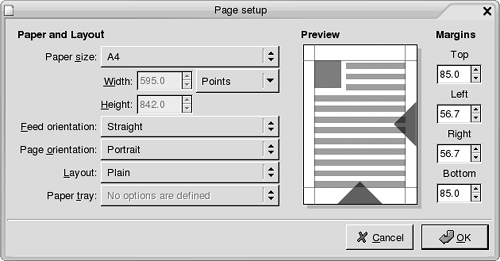 Page setup
Paper and Layout
Paper size: A4
Width: 595.0 Points
Height: 842.0
Feed orientation: Straight
Page orientation: Portrait
Layout: Plain
Paper tray: No options are defined
Preview
Margins
Top
85.0
Left
56.7
Right
56.7
Bottom
85.0
Cancel
OK